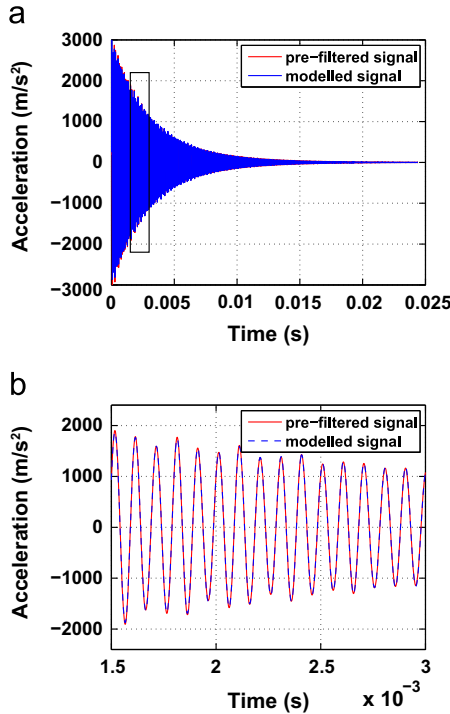 a
pre-filtered signal
modelled signal
Acceleration (m/s²)
3000
2000
1000
0
−1000
−2000
−3000
0 0.005 0.01 0.015 0.02 0.025
Time (s)
b
pre-filtered signal
modelled signal
Acceleration (m/s²)
2000
1000
0
−1000
−2000
1.5 2 2.5 3
Time (s) x 10⁻³